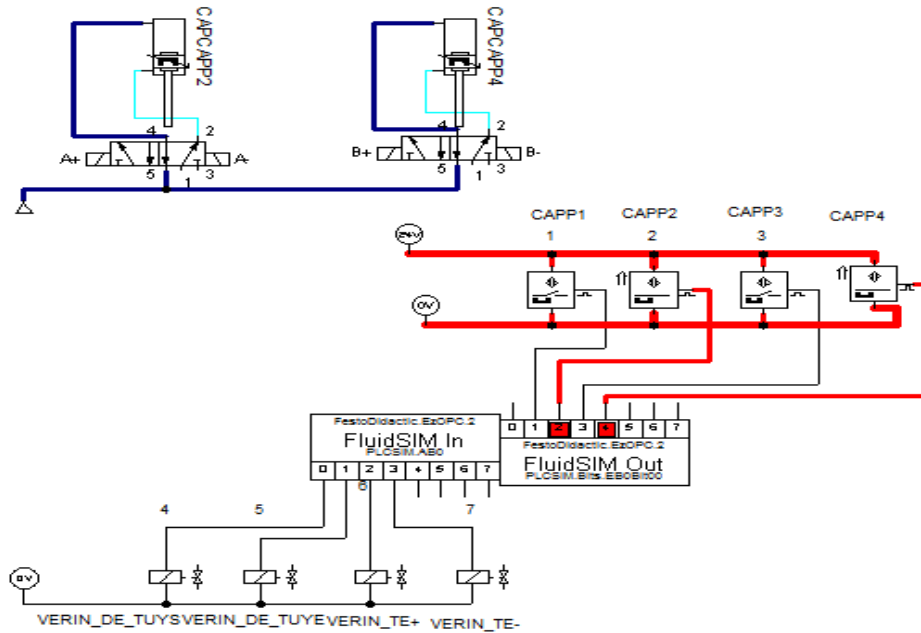 CAPCAPP2
CAPCAPP4
4 2
4 2
A+ A-
5 1 3
B+ B-
5 1 3
CAPP1 CAPP2 CAPP3 CAPP4
1 2 3
24V
0V
0 1 2 3 4 5 6 7
FestoDidactic.EzOPC.2
FluidSIM In
PLCSIM.AB0
0 1 2 3 4 5 6 7
FestoDidactic.EzOPC.2
FluidSIM Out
PLCSIM.Bits.EB0Bit00
6
4 5 7
0V
VERIN_DE_TUYS VERIN_DE_TUYE VERIN_TE+ VERIN_TE-